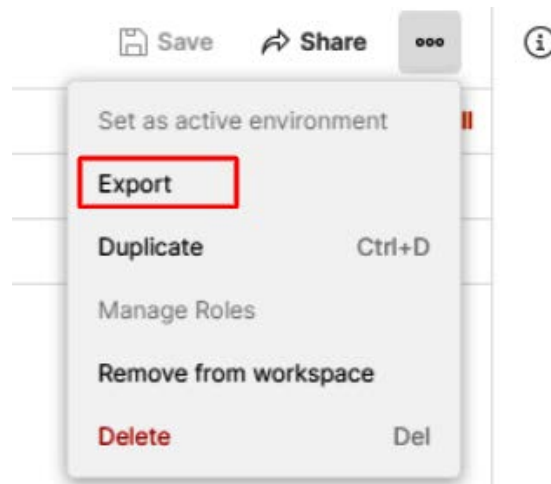 Save Share
Set as active environment
Export
Duplicate Ctrl+D
Manage Roles
Remove from workspace
Delete Del